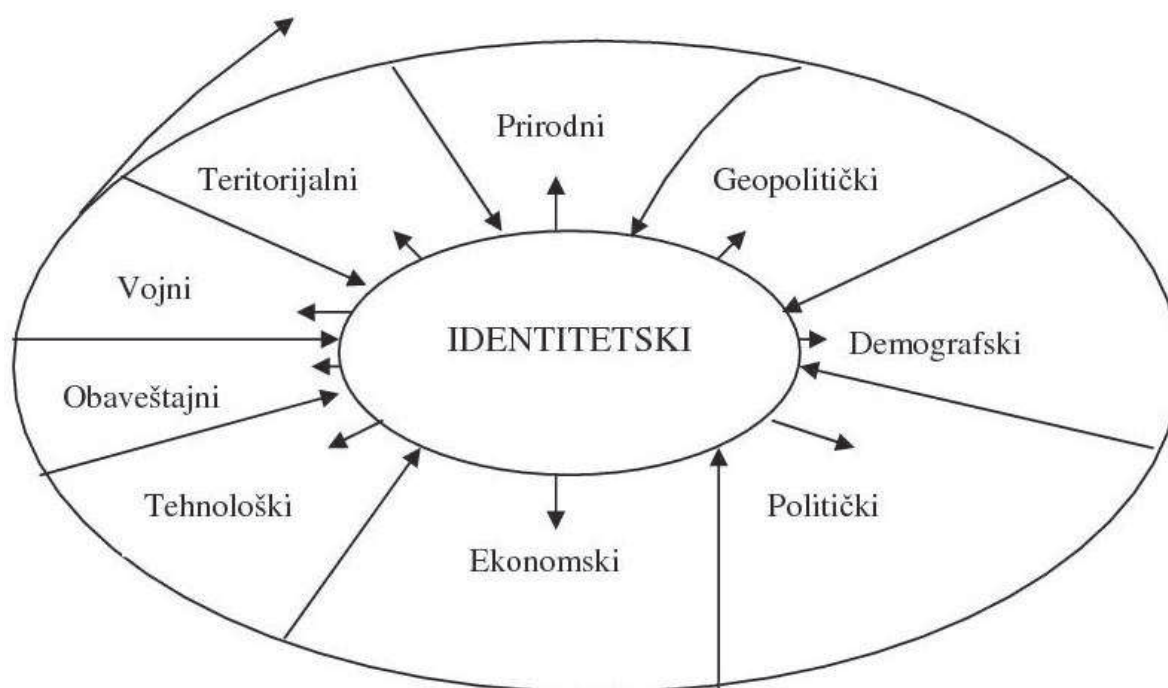 Prirodni
Teritorijalni
Geopolitički
Vojni
IDENTITETSKI
Demografski
Obaveštajni
Tehnološki
Politički
Ekonomski